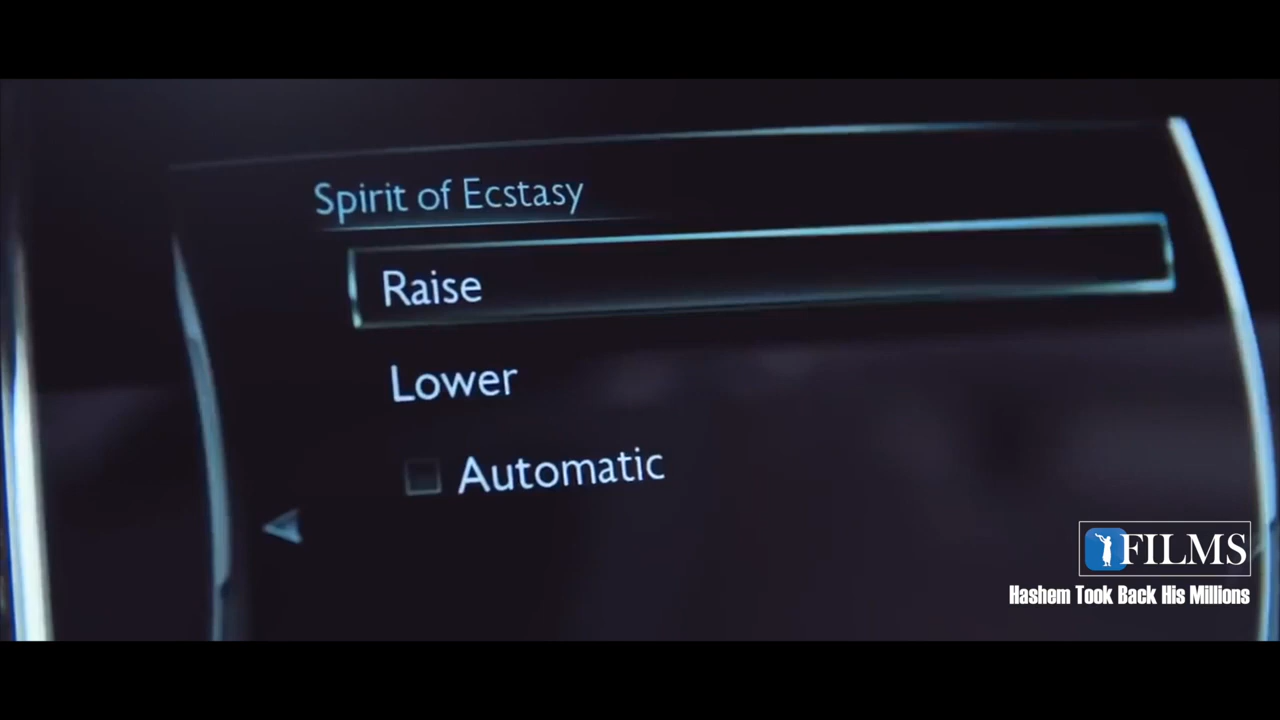 Spirit of Ecstasy
Raise
Lower
Automatic
FILMS
Hashem Took Back His Millions